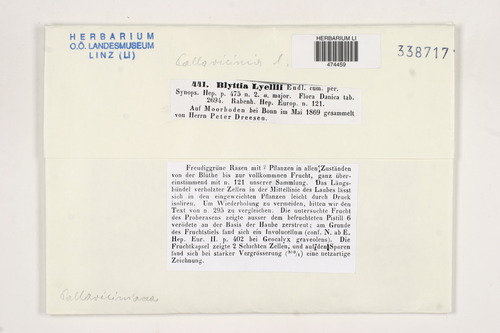 HERBARIUM
O.Ö. LANDESMUSEUM
LINZ (LI)
Pallavicinia l.
HERBARIUM LI
474459
338717
441. Blyttia Lyellii Endl. cum. per.
Synops. Hep. p. 475 n. 2. α. major. Flora Danica tab.
2694. Rabenh. Hep. Europ. n. 121.
Auf Moorboden bei Bonn im Mai 1869 gesammelt
von Herrn Peter Dreesen.
Freudiggrüne Rasen mit ♀ Pflanzen in allen Zuständen
von der Blüthe bis zur vollkommnen Frucht, ganz über-
einstimmend mit n. 121 unserer Sammlung. Das Längs-
bündel verholzter Zellen in der Mittellinie des Laubes lässt
sich in den eingeweichten Pflanzen leicht durch Druck
isoliren. Um Wiederholung zu vermeiden, bitten wir den
Text von n. 295 zu vergleichen. Die untersuchte Frucht
des Proberasens zeigte ausser dem befruchteten Pistill 6
verödete an der Basis der Haube zerstreut; am Grunde
des Fruchtstiels fand sich ein Involucellum (conf. N. ab E.
Hep. Eur. II. p. 402 bei Geocalyx graveolens). Die
Fruchtkapsel zeigte 2 Schichten Zellen, und auf den Sporen
fand sich bei starker Vergrösserung eine netzartige
Zeichnung.
Pallaviciniaceae